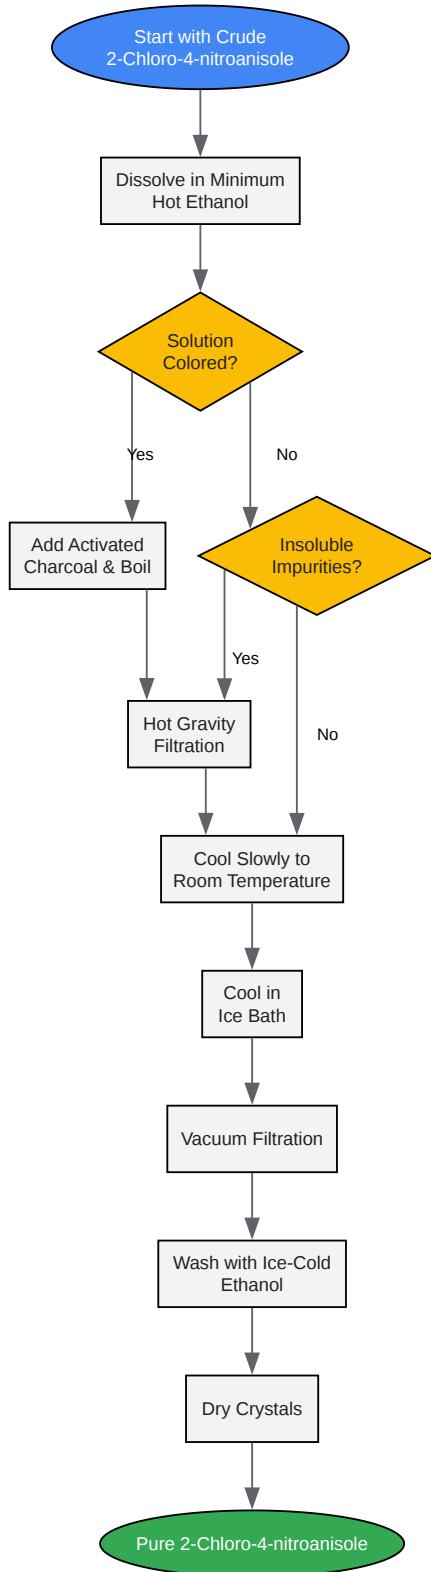 Start with Crude
2-Chloro-4-nitroanisole
Dissolve in Minimum
Hot Ethanol
Solution
Colored?
Yes
No
Add Activated
Charcoal & Boil
Insoluble
Impurities?
Yes
Hot Gravity
Filtration
No
Cool Slowly to
Room Temperature
Cool in
Ice Bath
Vacuum Filtration
Wash with Ice-Cold
Ethanol
Dry Crystals
Pure 2-Chloro-4-nitroanisole